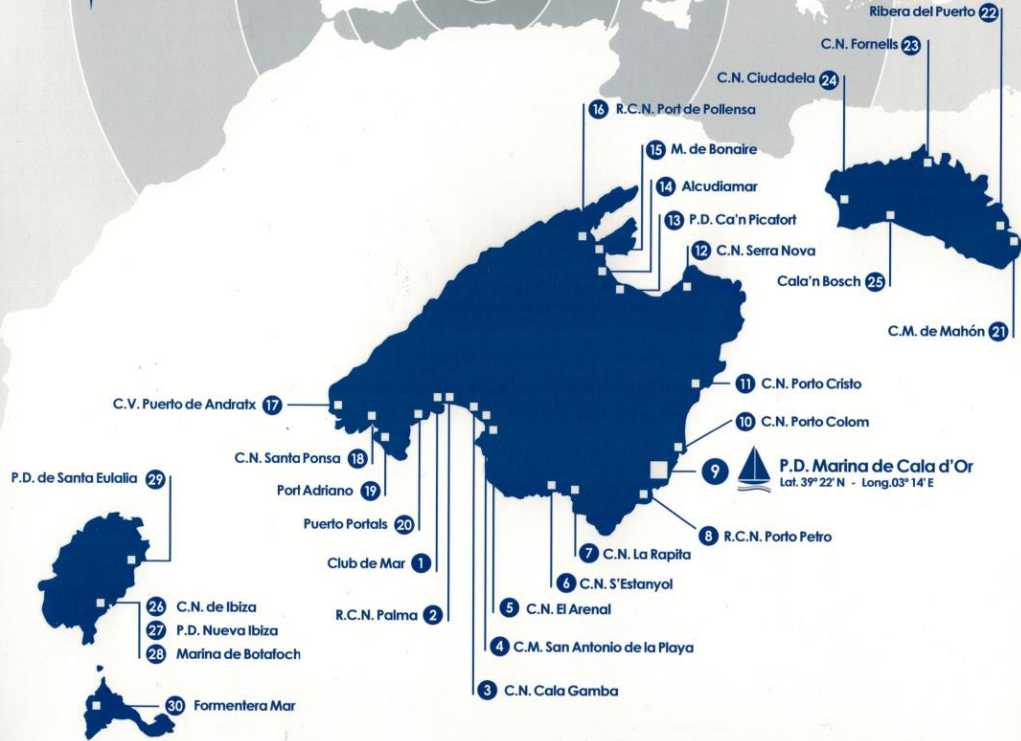 Ribera del Puerto 22
C.N. Fornells 23
C.N. Ciudadela 24
16 R.C.N. Port de Pollensa
15 M. de Bonaire
14 Alcudiamar
13 P.D. Ca'n Picafort
12 C.N. Serra Nova
Cala'n Bosch 25
C.M. de Mahón 21
11 C.N. Porto Cristo
C.V. Puerto de Andratx 17
10 C.N. Porto Colom
C.N. Santa Ponsa 18
9 P.D. Marina de Cala d'Or
Lat. 39º 22' N - Long.03º 14' E
P.D. de Santa Eulalia 29
Port Adriano 19
Puerto Portals 20
8 R.C.N. Porto Petro
7 C.N. La Rapita
Club de Mar 1
6 C.N. S'Estanyol
26 C.N. de Ibiza
5 C.N. El Arenal
R.C.N. Palma 2
27 P.D. Nueva Ibiza
4 C.M. San Antonio de la Playa
28 Marina de Botafoch
3 C.N. Cala Gamba
30 Formentera Mar